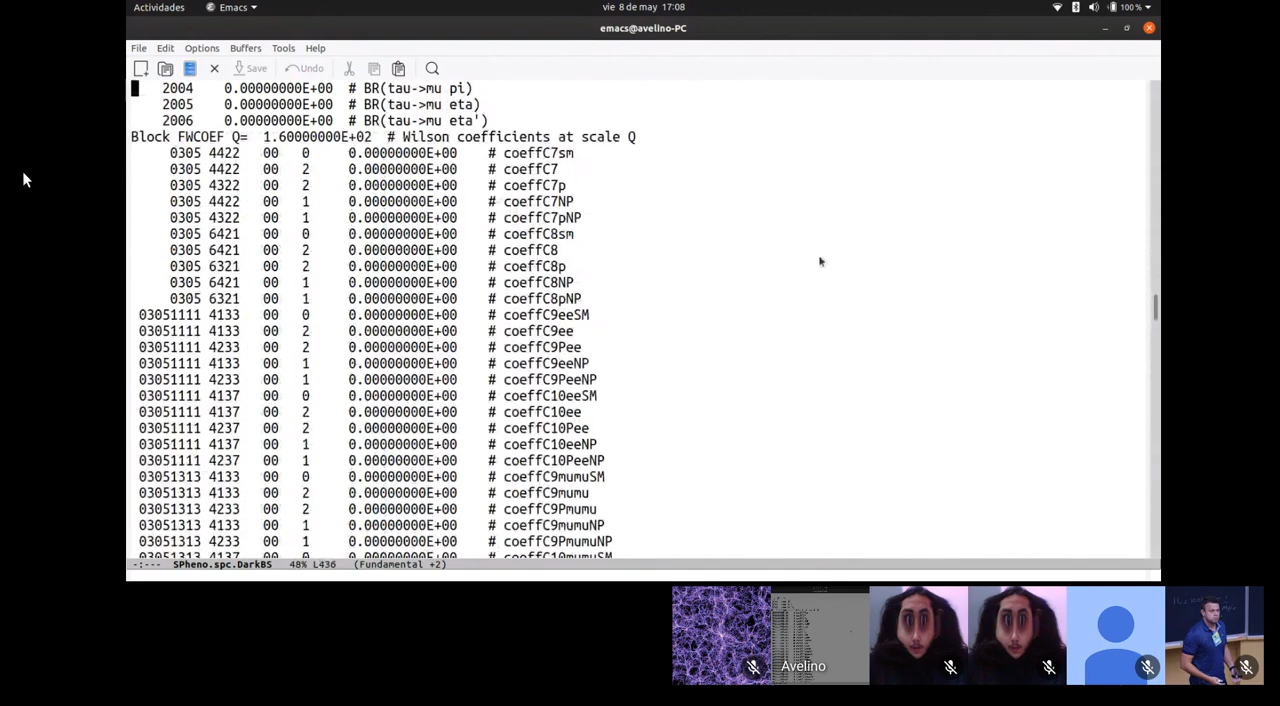 Actividades Emacs vie 8 de may 17:08 100 %
emacs@avelino-PC
File Edit Options Buffers Tools Help
Save Undo
2004 0.00000000E+00 # BR(tau->mu pi)
2005 0.00000000E+00 # BR(tau->mu eta)
2006 0.00000000E+00 # BR(tau->mu eta')
Block FWCOEF Q= 1.60000000E+02 # Wilson coefficients at scale Q
0305 4422 00 0 0.00000000E+00 # coeffC7sm
0305 4422 00 2 0.00000000E+00 # coeffC7
0305 4322 00 2 0.00000000E+00 # coeffC7p
0305 4422 00 1 0.00000000E+00 # coeffC7NP
0305 4322 00 1 0.00000000E+00 # coeffC7pNP
0305 6421 00 0 0.00000000E+00 # coeffC8sm
0305 6421 00 2 0.00000000E+00 # coeffC8
0305 6321 00 2 0.00000000E+00 # coeffC8p
0305 6421 00 1 0.00000000E+00 # coeffC8NP
0305 6321 00 1 0.00000000E+00 # coeffC8pNP
03051111 4133 00 0 0.00000000E+00 # coeffC9eeSM
03051111 4133 00 2 0.00000000E+00 # coeffC9ee
03051111 4233 00 2 0.00000000E+00 # coeffC9Pee
03051111 4133 00 1 0.00000000E+00 # coeffC9eeNP
03051111 4233 00 1 0.00000000E+00 # coeffC9PeeNP
03051111 4137 00 0 0.00000000E+00 # coeffC10eeSM
03051111 4137 00 2 0.00000000E+00 # coeffC10ee
03051111 4237 00 2 0.00000000E+00 # coeffC10Pee
03051111 4137 00 1 0.00000000E+00 # coeffC10eeNP
03051111 4237 00 1 0.00000000E+00 # coeffC10PeeNP
03051313 4133 00 0 0.00000000E+00 # coeffC9mumuSM
03051313 4133 00 2 0.00000000E+00 # coeffC9mumu
03051313 4233 00 2 0.00000000E+00 # coeffC9Pmumu
03051313 4133 00 1 0.00000000E+00 # coeffC9mumuNP
03051313 4233 00 1 0.00000000E+00 # coeffC9PmumuNP
03051313 4137 00 0 0.00000000E+00 # coeffC10mumuSM
-:--- SPheno.spc.DarkBS 48% L436 (Fundamental +2)
Avelino